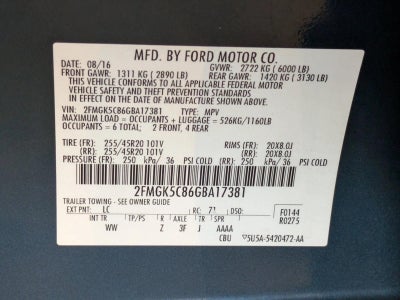 MFD. BY FORD MOTOR CO.
DATE: 08/16 GVWR: 2722 KG ( 6000 LB)
FRONT GAWR: 1311 KG ( 2890 LB) REAR GAWR: 1420 KG ( 3130 LB)
THIS VEHICLE CONFORMS TO ALL APPLICABLE FEDERAL MOTOR
VEHICLE SAFETY AND THEFT PREVENTION STANDARDS IN EFFECT
ON THE DATE OF MANUFACTURE SHOWN ABOVE.
VEHICLE: 2FMGK5C86GBA17381 TYPE: MPV
MAXIMUM LOAD = OCCUPANTS + LUGGAGE = 526KG/1160LB
OCCUPANTS = 6 TOTAL: 2 FRONT, 4 REAR
TIRE (FR): 255/45R20 101V RIMS (FR): 20X8.0J
TIRE (RR): 255/45R20 101V (RR): 20X8.0J
PRESSURE(FR): 250 kPa/ 36 PSI COLD (RR): 250 kPa/ 36 PSI COLD
2FMGK5C86GBA17381
TRAILER TOWING - SEE OWNER GUIDE
EXT PNT: LC RC: 71 DSO: F0144
INT TR TP/PS R AXLE TR SPR R0275
WW Z 3F J AAAA
CBU 5U5A-5420472-AA